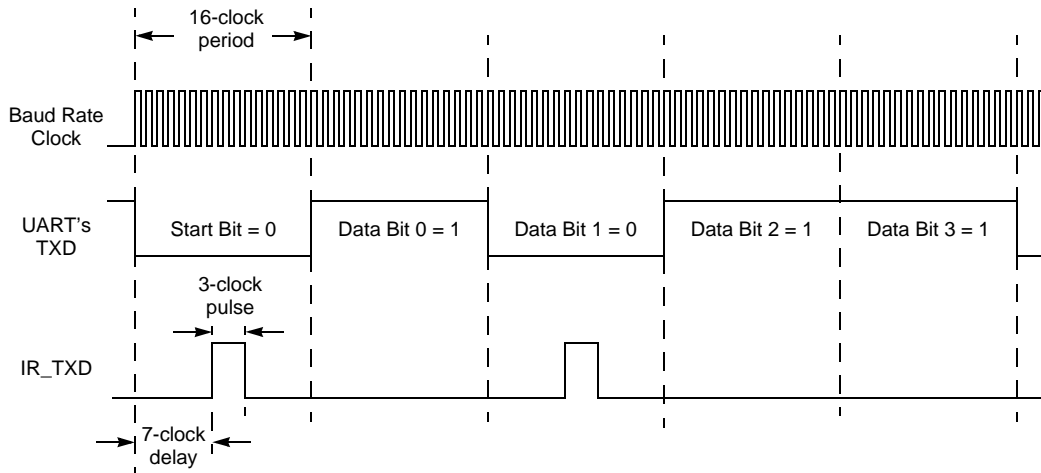 16-clock
period
Baud Rate
Clock
UART's
TXD
Start Bit = 0
Data Bit 0 = 1
Data Bit 1 = 0
Data Bit 2 = 1
Data Bit 3 = 1
3-clock
pulse
IR_TXD
7-clock
delay